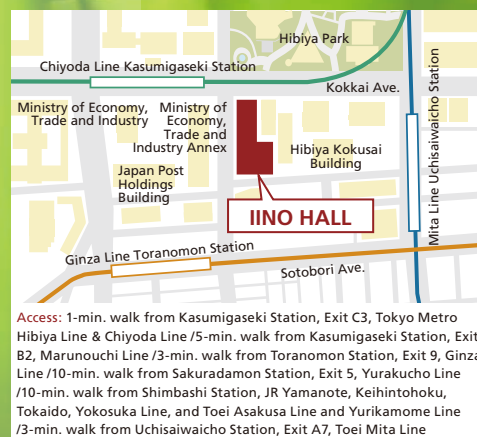 Hibiya Park
Chiyoda Line Kasumigaseki Station
Kokkai Ave.
Ministry of Economy,
Trade and Industry
Ministry of
Economy,
Trade and
Industry Annex
Hibiya Kokusai
Building
Japan Post
Holdings
Building
Mita Line Uchisaiwaicho Station
IINO HALL
Ginza Line Toranomon Station
Sotobori Ave.
Access: 1-min. walk from Kasumigaseki Station, Exit C3, Tokyo Metro
Hibiya Line & Chiyoda Line /5-min. walk from Kasumigaseki Station, Exit
B2, Marunouchi Line /3-min. walk from Toranomon Station, Exit 9, Ginza
Line /10-min. walk from Sakuradamon Station, Exit 5, Yurakucho Line
/10-min. walk from Shimbashi Station, JR Yamanote, Keihintohoku,
Tokaido, Yokosuka Line, and Toei Asakusa Line and Yurikamome Line
/3-min. walk from Uchisaiwaicho Station, Exit A7, Toei Mita Line